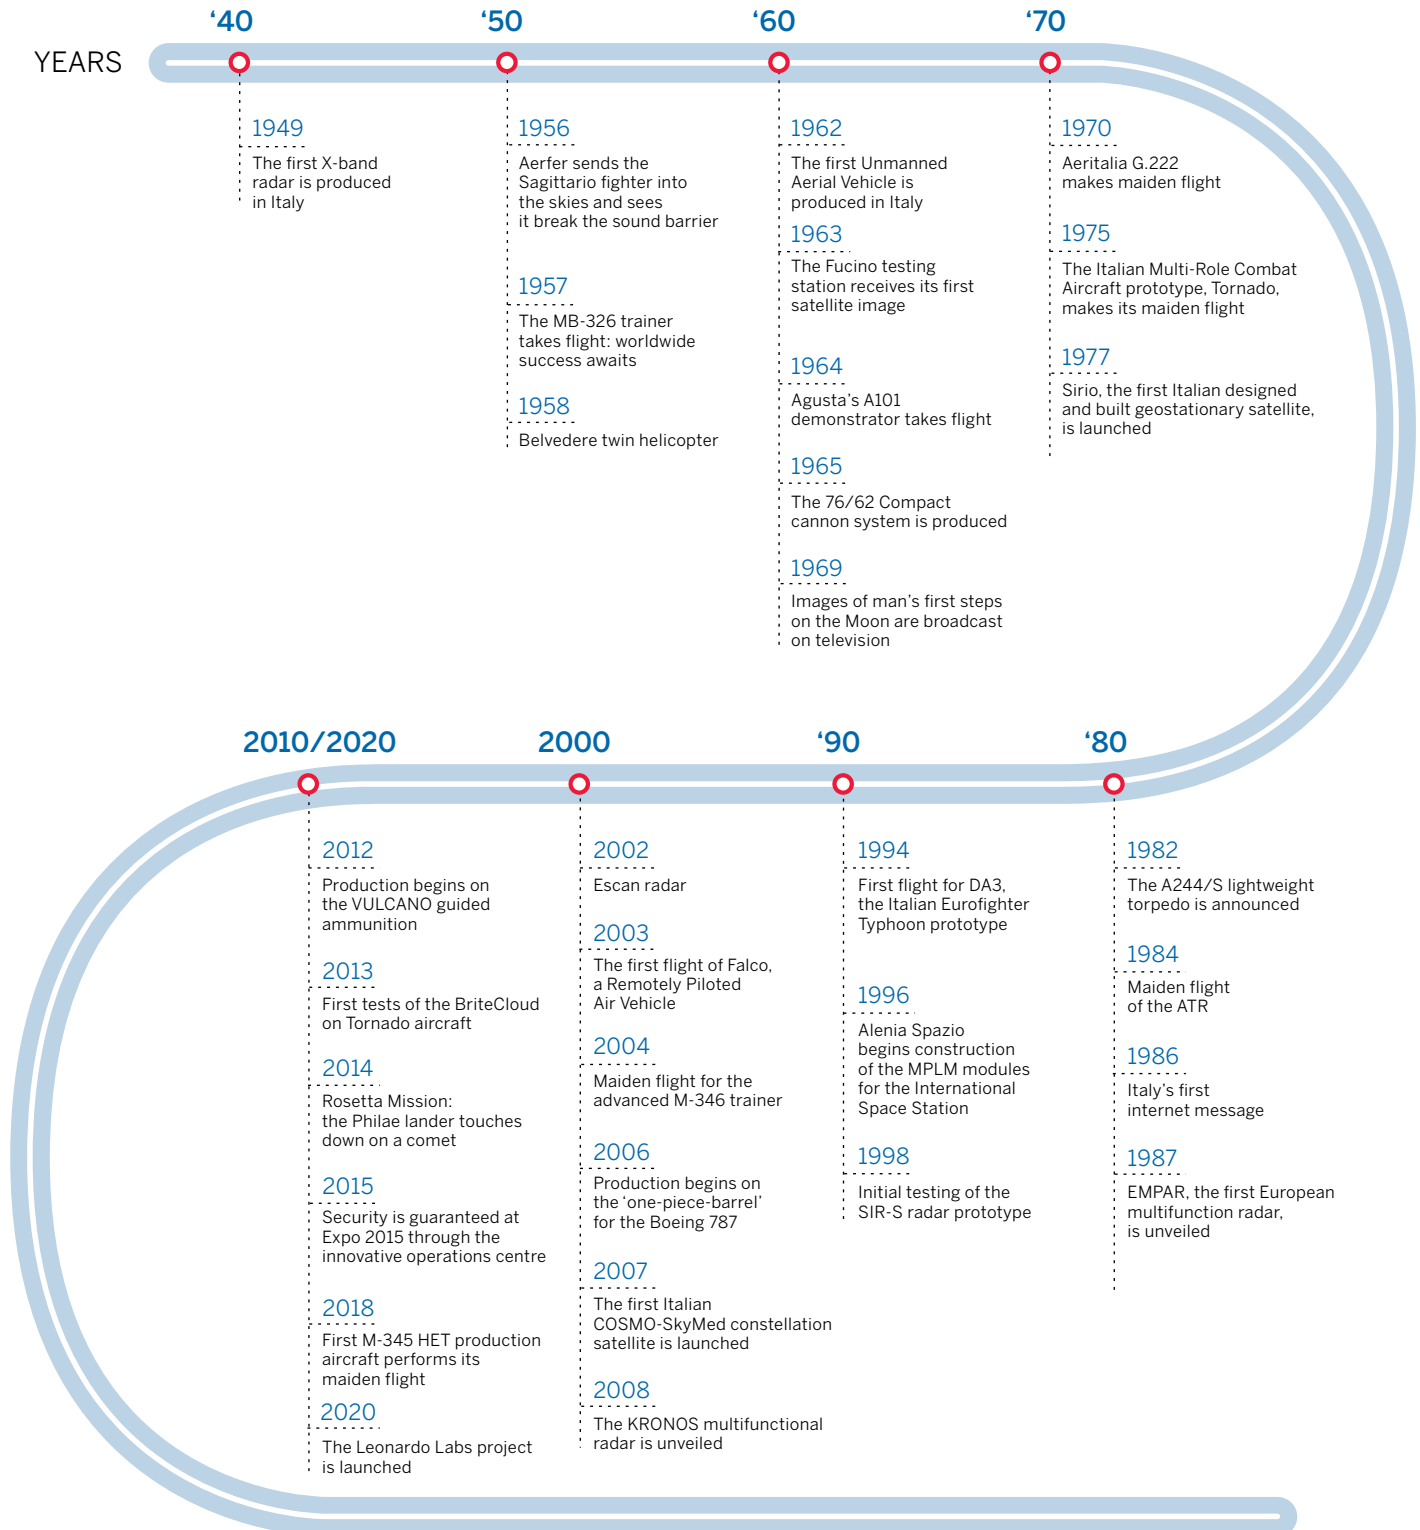 YEARS
‘40
1949
The first X-band
radar is produced
in Italy
‘50
1956
Aerfer sends the
Sagittario fighter into
the skies and sees
it break the sound barrier
1957
The MB-326 trainer
takes flight: worldwide
success awaits
1958
Belvedere twin helicopter
‘60
1962
The first Unmanned
Aerial Vehicle is
produced in Italy
1963
The Fucino testing
station receives its first
satellite image
1964
Agusta’s A101
demonstrator takes flight
1965
The 76/62 Compact
cannon system is produced
1969
Images of man’s first steps
on the Moon are broadcast
on television
‘70
1970
Aeritalia G.222
makes maiden flight
1975
The Italian Multi-Role Combat
Aircraft prototype, Tornado,
makes its maiden flight
1977
Sirio, the first Italian designed
and built geostationary satellite,
is launched
‘80
1982
The A244/S lightweight
torpedo is announced
1984
Maiden flight
of the ATR
1986
Italy’s first
internet message
1987
EMPAR, the first European
multifunction radar,
is unveiled
‘90
1994
First flight for DA3,
the Italian Eurofighter
Typhoon prototype
1996
Alenia Spazio
begins construction
of the MPLM modules
for the International
Space Station
1998
Initial testing of the
SIR-S radar prototype
2000
2002
Escan radar
2003
The first flight of Falco,
a Remotely Piloted
Air Vehicle
2004
Maiden flight for the
advanced M-346 trainer
2006
Production begins on
the ‘one-piece-barrel’
for the Boeing 787
2007
The first Italian
COSMO-SkyMed constellation
satellite is launched
2008
The KRONOS multifunctional
radar is unveiled
2010/2020
2012
Production begins on
the VULCANO guided
ammunition
2013
First tests of the BriteCloud
on Tornado aircraft
2014
Rosetta Mission:
the Philae lander touches
down on a comet
2015
Security is guaranteed at
Expo 2015 through the
innovative operations centre
2018
First M-345 HET production
aircraft performs its
maiden flight
2020
The Leonardo Labs project
is launched